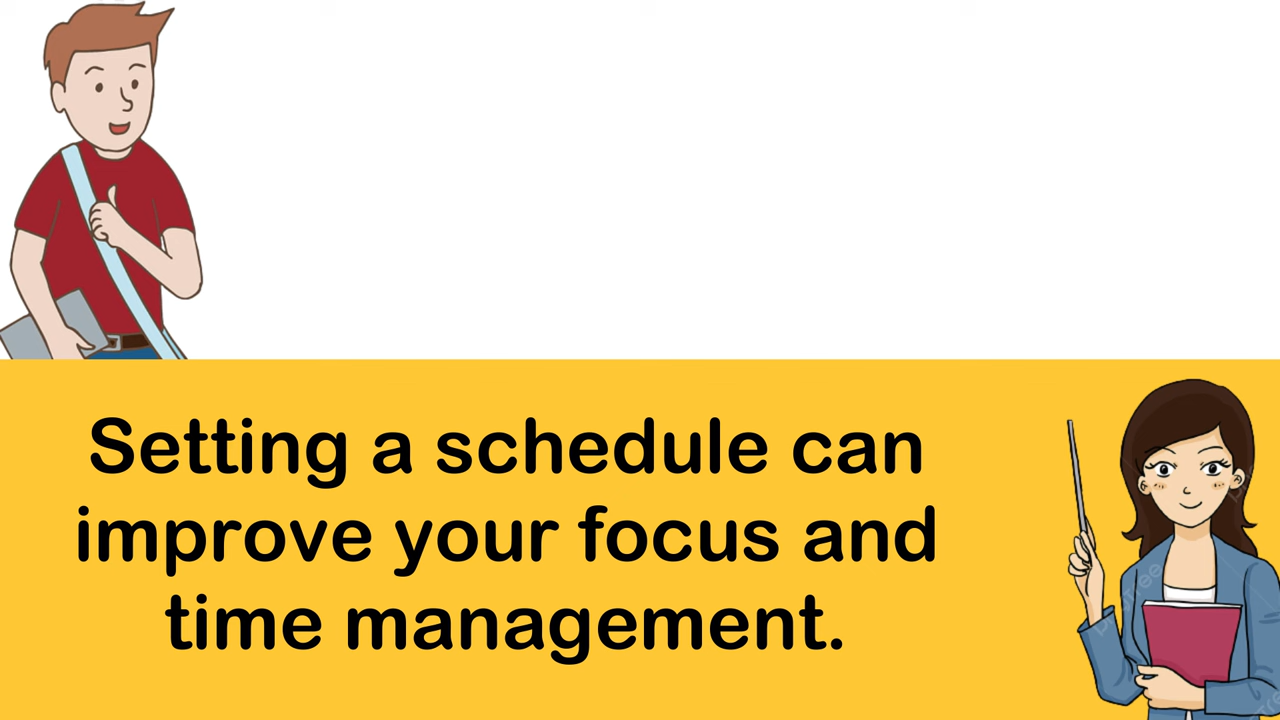 Setting a schedule can
improve your focus and
time management.